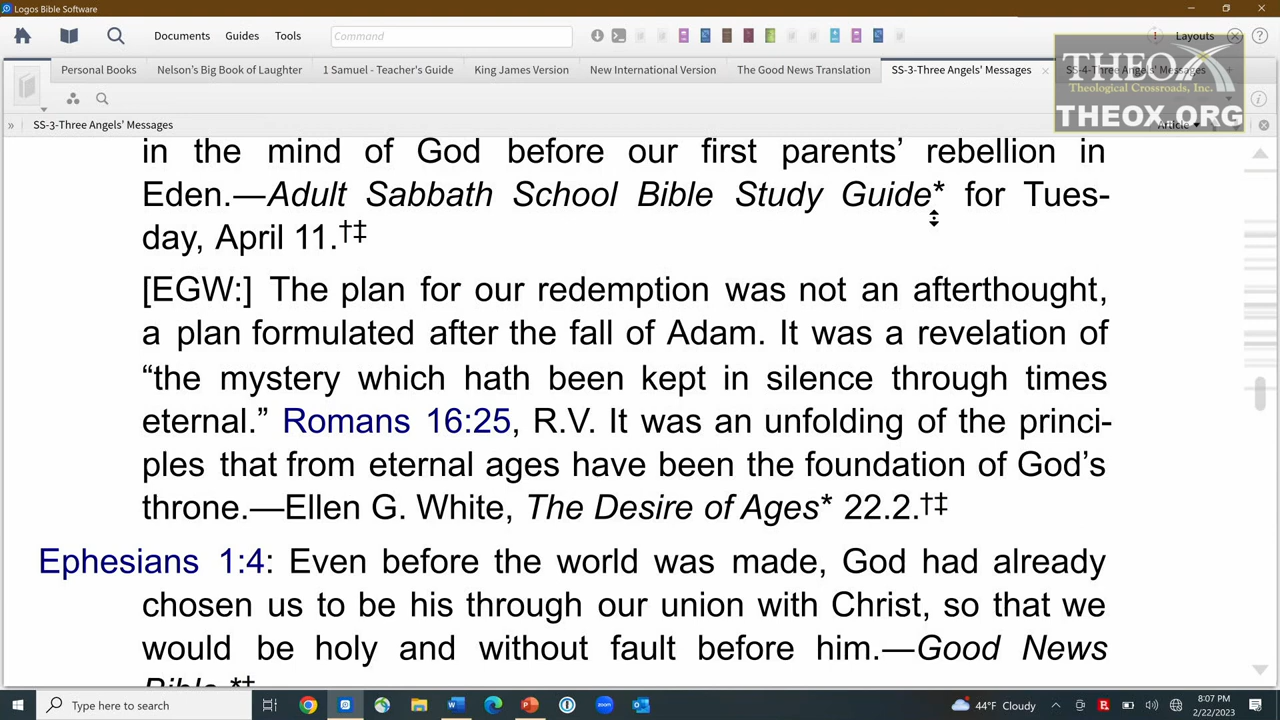 Logos Bible Software
Documents Guides Tools Command Layouts
Personal Books Nelson's Big Book of Laughter King James Version New International Version The Good News Translation SS-3-Three Angels' Messages SS-4-Three Angels' Messages
THEOX
Theological Crossroads, Inc.
THEOX.ORG
SS-3-Three Angels' Messages Article
in the mind of God before our first parents’ rebellion in
Eden.—Adult Sabbath School Bible Study Guide* for Tues-
day, April 11.†‡
[EGW:] The plan for our redemption was not an afterthought,
a plan formulated after the fall of Adam. It was a revelation of
“the mystery which hath been kept in silence through times
eternal.” Romans 16:25, R.V. It was an unfolding of the princi-
ples that from eternal ages have been the foundation of God’s
throne.—Ellen G. White, The Desire of Ages* 22.2.†‡
Ephesians 1:4: Even before the world was made, God had already
chosen us to be his through our union with Christ, so that we
would be holy and without fault before him.—Good News
Bible.*‡
Type here to search
44°F Cloudy
8:07 PM
2/22/2023